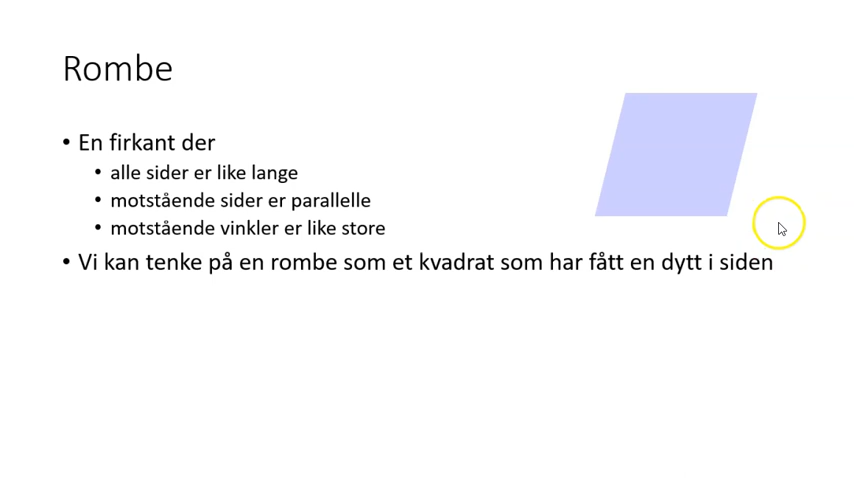 Rombe
• En firkant der
• alle sider er like lange
• motstående sider er parallelle
• motstående vinkler er like store
• Vi kan tenke på en rombe som et kvadrat som har fått en dytt i siden